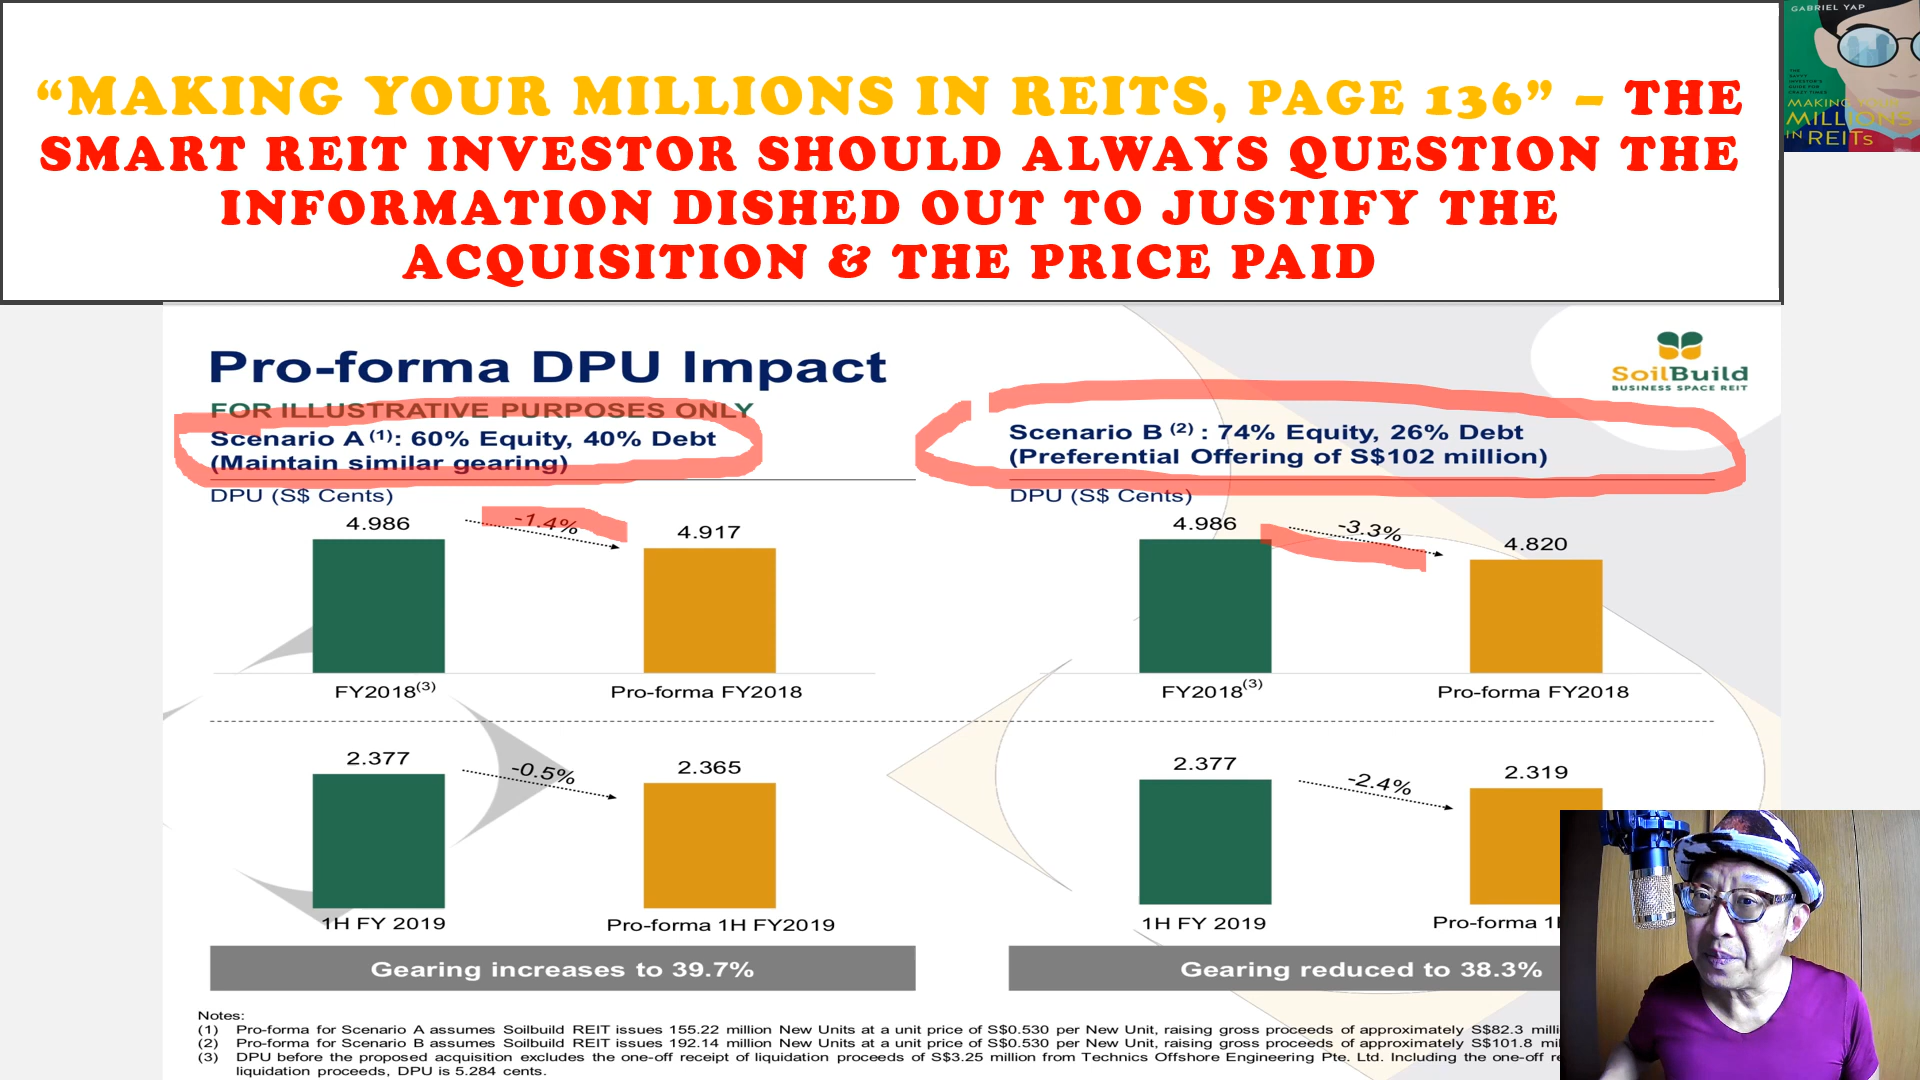 “MAKING YOUR MILLIONS IN REITS, PAGE 136” – THE
SMART REIT INVESTOR SHOULD ALWAYS QUESTION THE
INFORMATION DISHED OUT TO JUSTIFY THE
ACQUISITION & THE PRICE PAID
GABRIEL YAP
MAKING YOUR
MILLIONS
IN REITs
Pro-forma DPU Impact
SoilBuild
BUSINESS SPACE REIT
FOR ILLUSTRATIVE PURPOSES ONLY
Scenario A (1): 60% Equity, 40% Debt
(Maintain similar gearing)
DPU (S$ Cents)
4.986
-1.4%
4.917
FY2018(3)
Pro-forma FY2018
2.377
-0.5%
2.365
1H FY 2019
Pro-forma 1H FY2019
Gearing increases to 39.7%
Scenario B (2) : 74% Equity, 26% Debt
(Preferential Offering of S$102 million)
DPU (S$ Cents)
4.986
-3.3%
4.820
FY2018(3)
Pro-forma FY2018
2.377
-2.4%
2.319
1H FY 2019
Pro-forma
Gearing reduced to 38.3%
Notes:
(1) Pro-forma for Scenario A assumes Soilbuild REIT issues 155.22 million New Units at a unit price of S$0.530 per New Unit, raising gross proceeds of approximately S$82.3
(2) Pro-forma for Scenario B assumes Soilbuild REIT issues 192.14 million New Units at a unit price of S$0.530 per New Unit, raising gross proceeds of approximately S$101.8
(3) DPU before the proposed acquisition excludes the one-off receipt of liquidation proceeds of S$3.25 million from Technics Offshore Engineering Pte. Ltd. Including the one-off
liquidation proceeds, DPU is 5.284 cents.